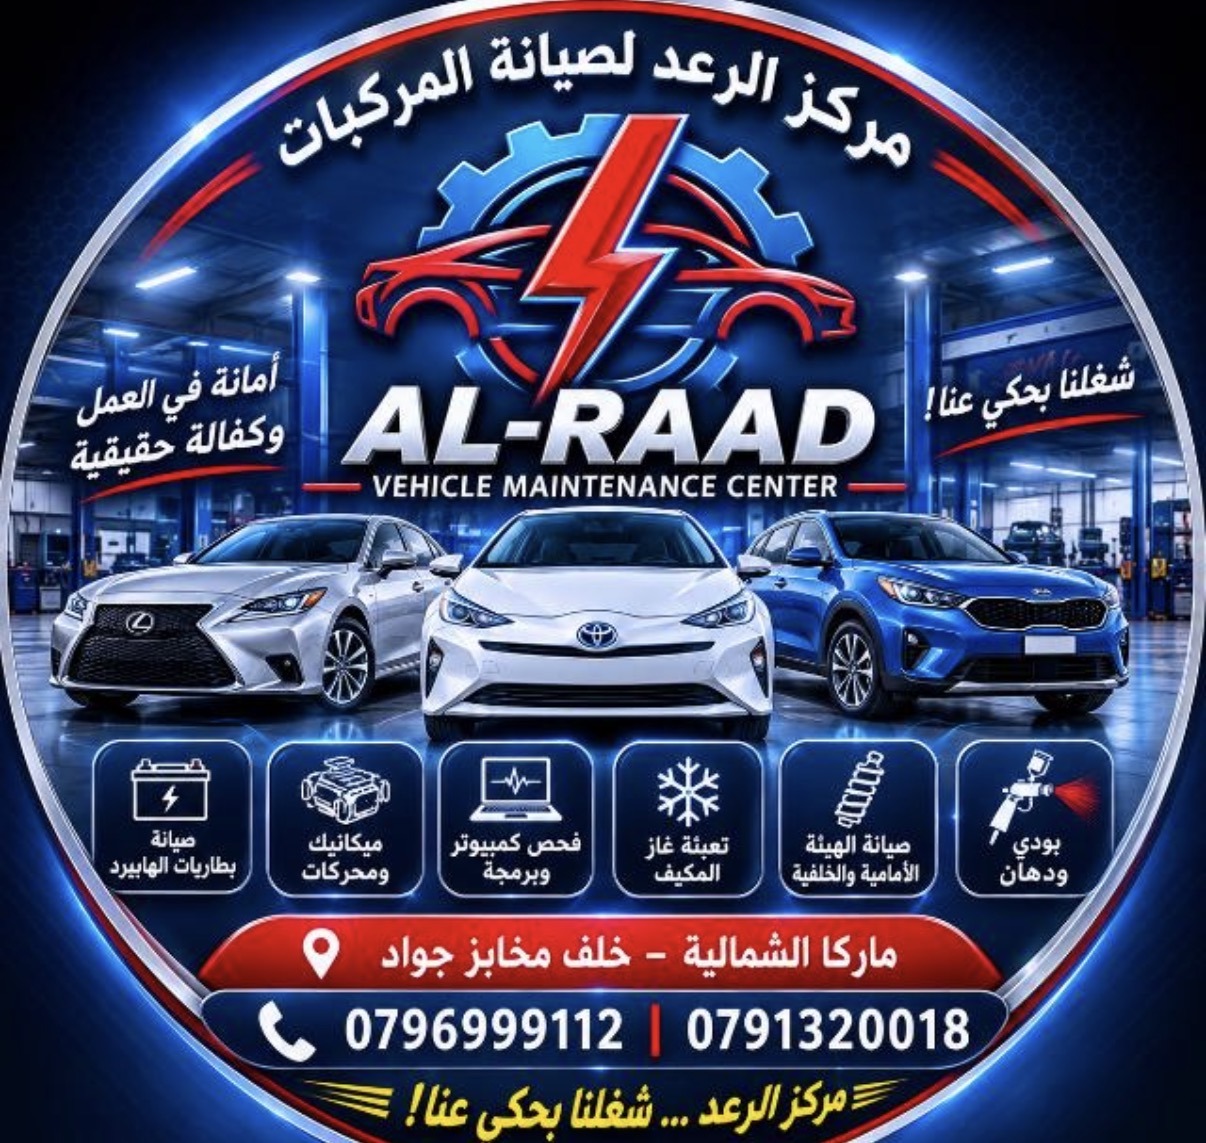 مركز الرعد لصيانة المركبات
شغلنا بحكي عنا!
أمانة في العمل
وكفالة حقيقية
AL-RAAD
VEHICLE MAINTENANCE CENTER
بودي
ودهان
صيانة الهيئة
الأمامية والخلفية
تعبئة غاز
المكيف
فحص كمبيوتر
وبرمجة
ميكانيك
ومحركات
صيانة
بطاريات الهايبرد
ماركا الشمالية - خلف مخابز جواد
0796999112 | 0791320018
مركز الرعد ... شغلنا بحكي عنا!